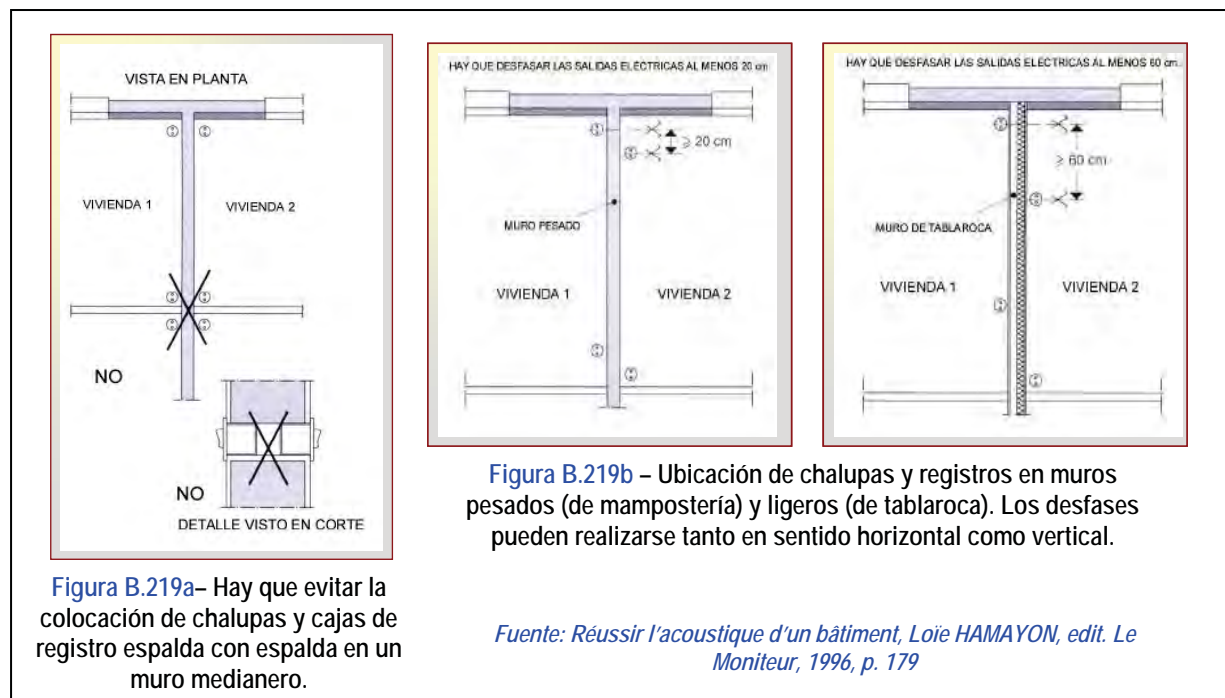 VISTA EN PLANTA
VIVIENDA 1
VIVIENDA 2
NO
NO
DETALLE VISTO EN CORTE
Figura B.219a– Hay que evitar la
colocación de chalupas y cajas de
registro espalda con espalda en un
muro medianero.
HAY QUE DESFASAR LAS SALIDAS ELECTRICAS AL MENOS 20 cm
≥ 20 cm
MURO PESADO
VIVIENDA 1
VIVIENDA 2
HAY QUE DESFASAR LAS SALIDAS ELECTRICAS AL MENOS 60 cm.
≥ 60 cm
MURO DE TABLAROCA
VIVIENDA 1
VIVIENDA 2
Figura B.219b – Ubicación de chalupas y registros en muros
pesados (de mampostería) y ligeros (de tablaroca). Los desfases
pueden realizarse tanto en sentido horizontal como vertical.
Fuente: Réussir l’acoustique d’un bâtiment, Loïe HAMAYON, edit. Le
Moniteur, 1996, p. 179